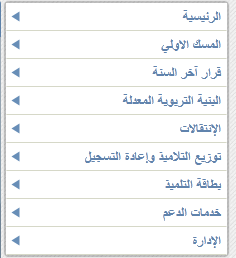 الرئيسية
المسك الاولي
قرار آخر السنة
البنية التربوية المعدلة
الإنتقالات
توزيع التلاميذ وإعادة التسجيل
بطاقة التلميذ
خدمات الدعم
الإدارة